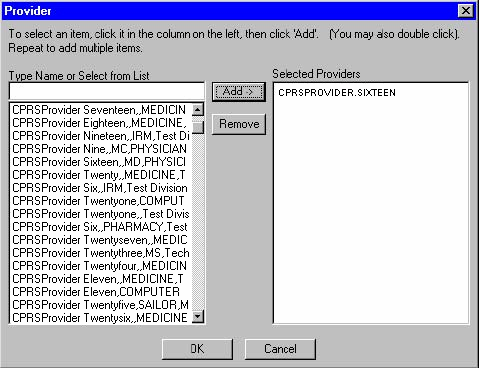 Provider
To select an item, click it in the column on the left, then click 'Add'. (You may also double click).
Repeat to add multiple items.
Type Name or Select from List
Add >
Remove
CPRSProvider Seventeen,,MEDICIN
CPRSProvider Eighteen,,MEDICINE,
CPRSProvider Nineteen,,IRM,Test Di
CPRSProvider Nine,,MC,PHYSICIAN
CPRSProvider Sixteen,,MD,PHYSICI
CPRSProvider Twenty,,MEDICINE,T
CPRSProvider Six,,IRM,Test Division
CPRSProvider Twentyone,COMPUT
CPRSProvider Twentyone,,Test Divis
CPRSProvider Six,,PHARMACY,Test
CPRSProvider Twentyseven,,MEDIC
CPRSProvider Twentythree,MS,Tech
CPRSProvider Twentyfour,,MEDICIN
CPRSProvider Eleven,,MEDICINE,T
CPRSProvider Eleven,COMPUTER
CPRSProvider Twentyfive,SAILOR,M
CPRSProvider Twentysix,,MEDICINE
Selected Providers
CPRSPROVIDER.SIXTEEN
OK
Cancel